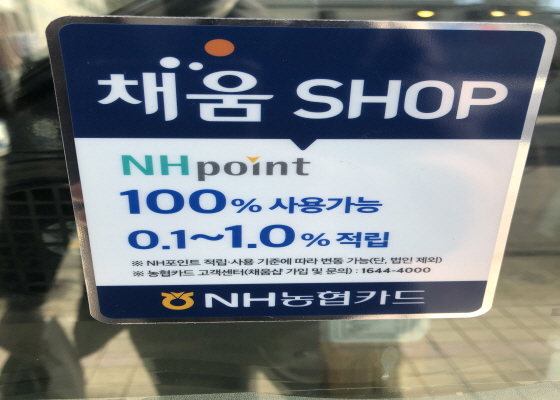 채움 SHOP
NHpoint
100% 사용가능
0.1~1.0% 적립
※ NH포인트 적립·사용 기준에 따라 변동 가능(단, 법인 제외)
※ 농협카드 고객센터(채움샵 가입 및 문의) : 1644-4000
NH농협카드